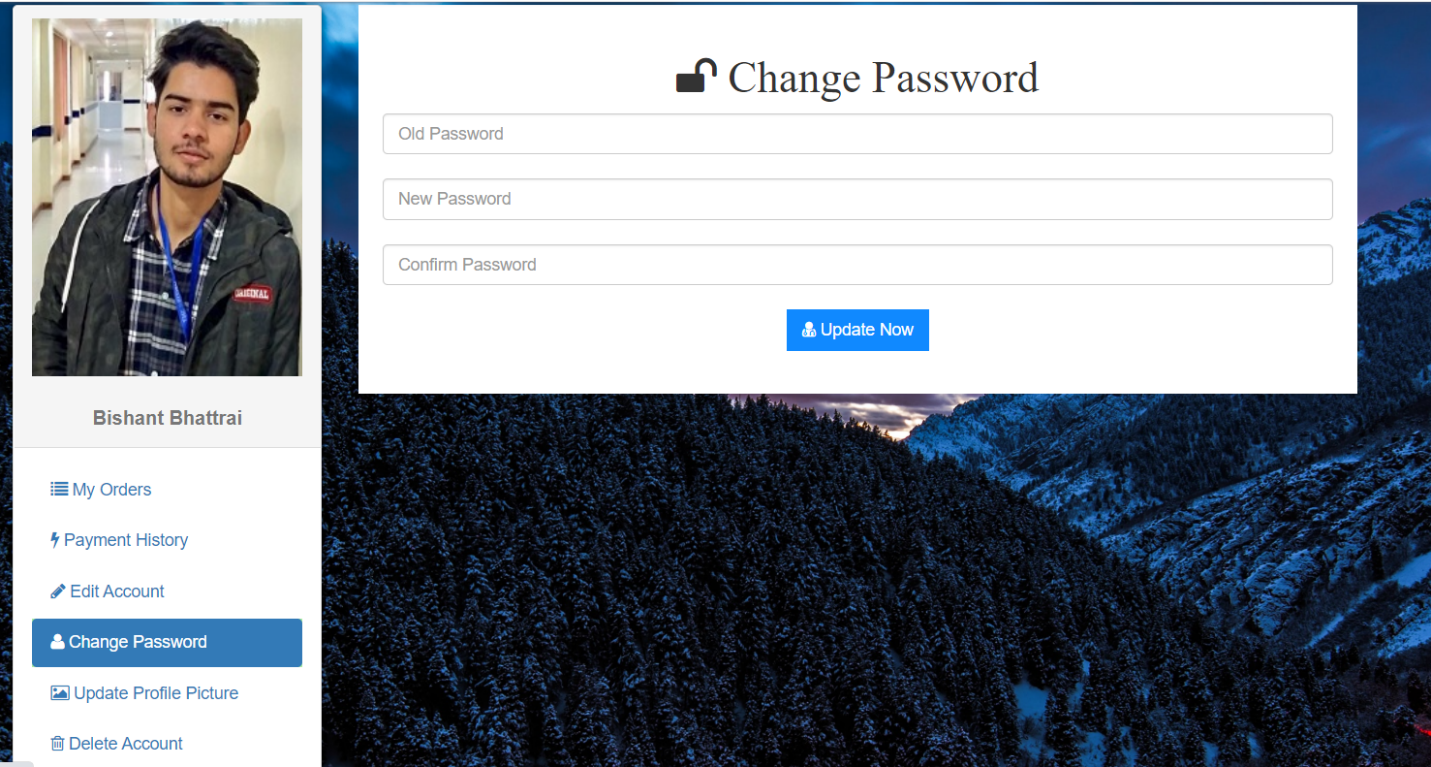 ORIGINAL
Bishant Bhattrai
My Orders
Payment History
Edit Account
Change Password
Update Profile Picture
Delete Account
Change Password
Old Password
New Password
Confirm Password
Update Now